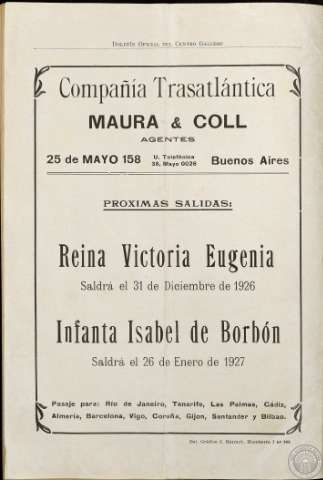 BOLETÍN OFICIAL DEL CENTRO GALLEGO
Compañía Trasatlántica
MAURA & COLL
AGENTES
25 de MAYO 158 U. Telefónica 38, Mayo 0026 Buenos Aires
PROXIMAS SALIDAS:
Reina Victoria Eugenia
Saldrá el 31 de Diciembre de 1926
Infanta Isabel de Borbón
Saldrá el 26 de Enero de 1927
Pasaje para: Río de Janeiro, Tenerife, Las Palmas, Cádiz,
Almería, Barcelona, Vigo, Coruña, Gijon, Santander y Bilbao.